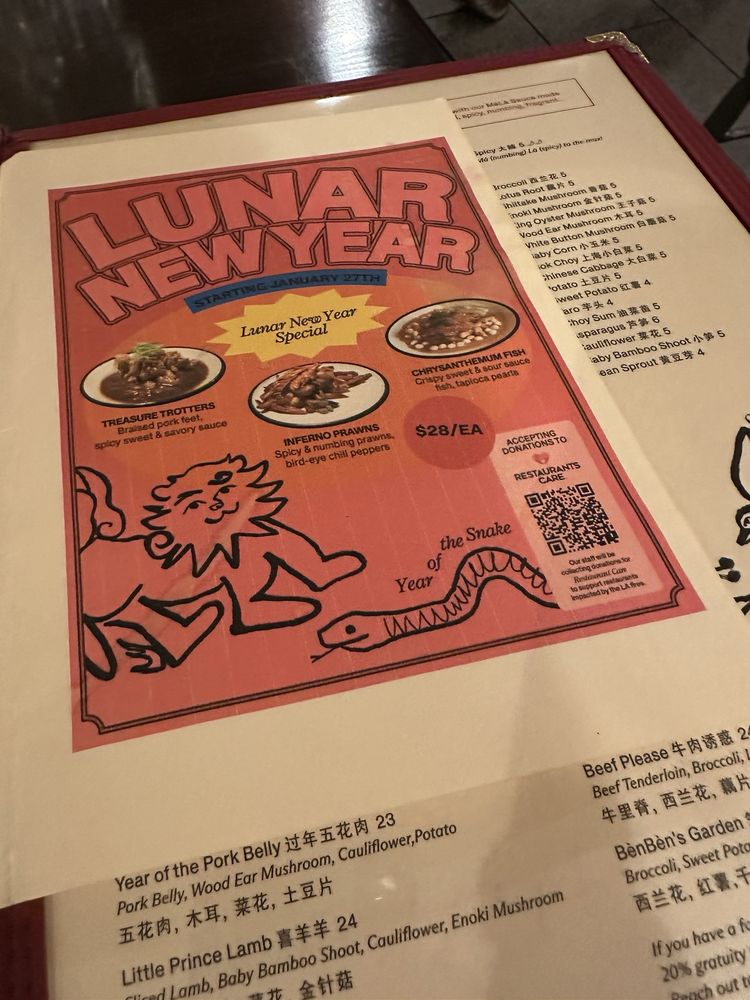 LUNAR
NEW YEAR
STARTING JANUARY 27TH
Lunar New Year
Special
TREASURE TROTTERS
Braised pork feet,
spicy sweet & savory sauce
INFERNO PRAWNS
Spicy & numbing prawns,
bird-eye chili peppers
CHRYSANTHEMUM FISH
Crispy sweet & sour sauce
fish, tapioca pearls
$28/EA
ACCEPTING
DONATIONS TO
RESTAURANTS
CARE
Our staff will be
collecting donations for
Restaurant Care
to support restaurants
impacted by the LA fires.
Year
of
the Snake
with our MaLa Sauce made
spicy, numbing, fragrant.
Spicy 大辣 5
Má (numbing) Là (spicy) to the max!
Broccoli 西兰花 5
Lotus Root 藕片 5
Shiitake Mushroom 香菇 5
Enoki Mushroom 金针菇 5
King Oyster Mushroom 王子菇 5
Wood Ear Mushroom 木耳 5
White Button Mushroom 白蘑菇 5
Baby Corn 小玉米 5
Bok Choy 上海小白菜 5
Chinese Cabbage 大白菜 5
Potato 土豆片 5
Sweet Potato 红薯 4
Taro 芋头 4
Choy Sum 油菜苗 5
Asparagus 芦笋 6
Cauliflower 菜花 5
Baby Bamboo Shoot 小笋 5
Bean Sprout 黄豆芽 4
Year of the Pork Belly 过年五花肉 23
Pork Belly, Wood Ear Mushroom, Cauliflower,Potato
五花肉, 木耳, 菜花, 土豆片
Little Prince Lamb 喜羊羊 24
Sliced Lamb, Baby Bamboo Shoot, Cauliflower, Enoki Mushroom
菜花, 金针菇
Beef Please 牛肉诱惑 24
Beef Tenderloin, Broccoli,
牛里脊, 西兰花, 藕片
BènBèn's Garden
Broccoli, Sweet
西兰花, 红薯,
If you have a
20% gratuity
Reach out